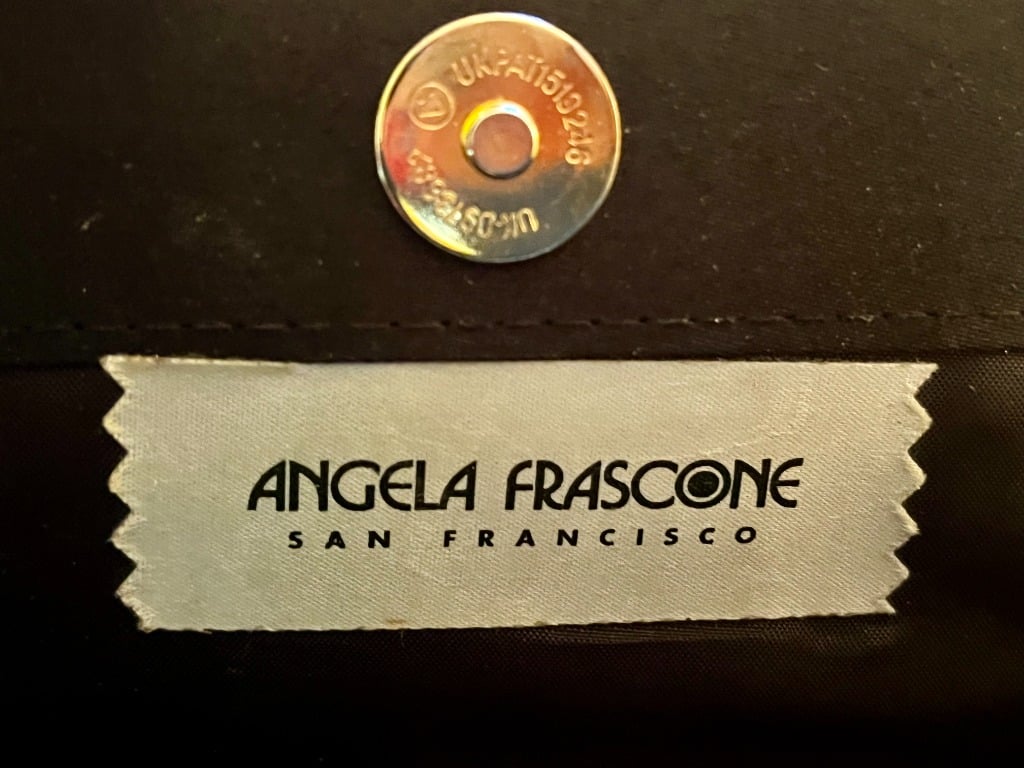 UKPAT1519246
ANGELA FRASCONE
SAN FRANCISCO